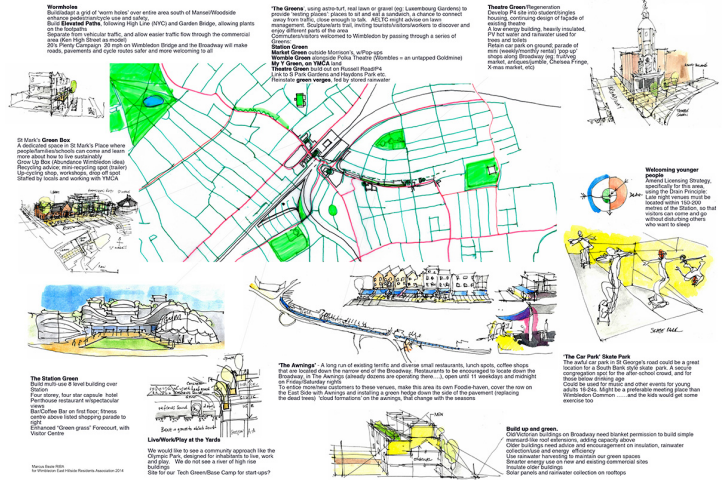 Wormholes
Build/adapt a grid of 'worm holes' over entire area south of Mansel/Woodside
enhance pedestrian/cycle use and safety,
Build Elevated Paths, following High Line (NYC) and Garden Bridge, allowing plants
on the footpaths
Separate from vehicular traffic, and allow easier traffic flow through the commercial
area (Ken High Street as model)
20's Plenty Campaign 20 mph on Wimbledon Bridge and the Broadway will make
roads, pavements and cycle routes safer and more welcoming to all
'The Greens', using astro-turf, real lawn or gravel (eg; Luxembourg Gardens) to
provide 'exiting places', places to sit and eat a sandwich, a chance to connect
away from traffic, close enough to talk. AELTC might advise on lawn
management. Sculpture/arts trail, inviting tourists/visitors/workers to discover and
enjoy different parts of the area
Commuters/visitors welcomed to Wimbledon by passing through a series of
Greens:
Station Green
Market Green outside Morrison's, w/Pop-ups
Womble Green alongside Polka Theatre (Wombles = an untapped Goldmine)
My Y Green, on YMCA land
Theatre Green build out on Russell Road/P4
Link to S Park Gardens and Haydons Park etc.
Reinstate green verges, fed by stored rainwater
Theatre Green/Regeneration
Develop P4 site into student/singles
housing, continuing design of façade of
existing theatre
A low energy building, heavily insulated,
PV hot water and rainwater used for
trees and toilets
Retain car park on ground; parade of
mini (weekly/monthly rental) 'pop up'
shops along Broadway (eg: fruit/veg
market, antiques/jumble, Chelsea Fringe,
X-mas market, etc)
St Mark's Green Box
A dedicated space in St Mark's Place where
people/families/schools can come and learn
more about how to live sustainably
Grow Up Box (Abundance Wimbledon idea)
Recycling advice; mini-recycling spot (trailer)
Up-cycling shop, workshops, drop off spot
Staffed by locals and working with YMCA
Welcoming younger
people
Amend Licensing Strategy,
specifically for this area,
using the Drain Principle:
Late night venues must be
located within 150-200
metres of the Station, so that
visitors can come and go
without disturbing others
who want to sleep
SKATE PARK
The Station Green
Build multi-use 8 level building over
Station
Four storey, four star capsule hotel
Penthouse restaurant w/spectacular
views
Bar/Coffee Bar on first floor; fitness
centre above listed shopping parade to
right
Enhanced "Green grass" Forecourt, with
Visitor Centre
Live/Work/Play at the Yards
We would like to see a community approach like the
Olympic Park, designed for inhabitants to live, work
and play. We do not see a river of high rise
buildings
Site for our Tech Green/Base Camp for start-ups?
'The Awnings' - A long run of existing terrific and diverse small restaurants, lunch spots, coffee shops
that are located down the narrow end of the Broadway. Restaurants to be encouraged to locate down the
Broadway, in The Awnings (already dozens are operating there....), open until 11 weekdays and midnight
on Friday/Saturday nights
To entice more/new customers to these venues, make this area its own Foodie-haven, cover the row on
the East Side with Awnings and installing a green hedge down the side of the pavement (replacing
the dead trees) 'cloud formations' on the awnings, that change with the seasons
'The Car Park' Skate Park
The awful car park in St George's road could be a great
location for a South Bank style skate park. A secure
congregation spot for the after-school crowd, and for
those below drinking age
Could be used for music and other events for young
adults 16-24s. Might be a preferable meeting place than
Wimbledon Common ......and the kids would get some
exercise too
Build up and green.
Old/Victorian buildings on Broadway need blanket permission to build simple
mansard-like roof extensions, adding capacity above
Older buildings need advice and encouragement on insulation, rainwater
collection/use and energy efficiency
Use rainwater harvesting to maintain our green spaces
Smarter energy use on new and existing commercial sites
Insulate older buildings
Solar panels and rainwater collection on rooftops
Marcus Beale RIBA
for Wimbledon East Hillside Residents Association 2014